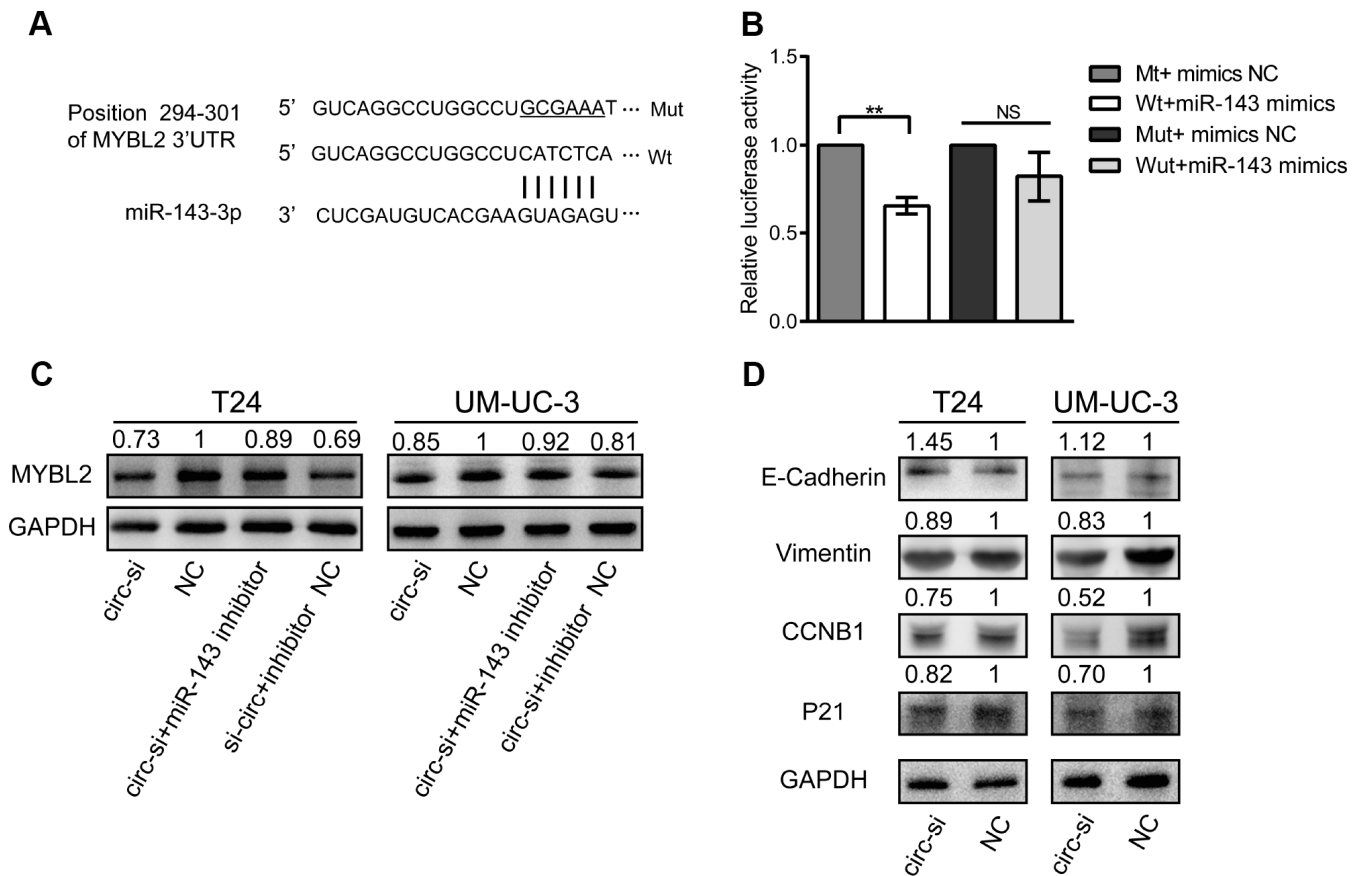 A
Position 294-301
of MYBL2 3'UTR
5' GUCAGGCCUGGCCUGCGAAAT ··· Mut
5' GUCAGGCCUGGCCUCATCTCA ··· Wt
miR-143-3p 3' CUCGAUGUCACGAAGUAGAGU ···
B
Relative luciferase activity
1.5
1.0
0.5
0.0
**
NS
Mt+ mimics NC
Wt+miR-143 mimics
Mut+ mimics NC
Wut+miR-143 mimics
C
T24 UM-UC-3
0.73 1 0.89 0.69 0.85 1 0.92 0.81
MYBL2
GAPDH
circ-si
NC
circ-si+miR-143 inhibitor
si-circ+inhibitor NC
circ-si
NC
circ-si+miR-143 inhibitor
circ-si+inhibitor NC
D
T24 UM-UC-3
1.45 1 1.12 1
E-Cadherin
0.89 1 0.83 1
Vimentin
0.75 1 0.52 1
CCNB1
0.82 1 0.70 1
P21
GAPDH
circ-si
NC
circ-si
NC